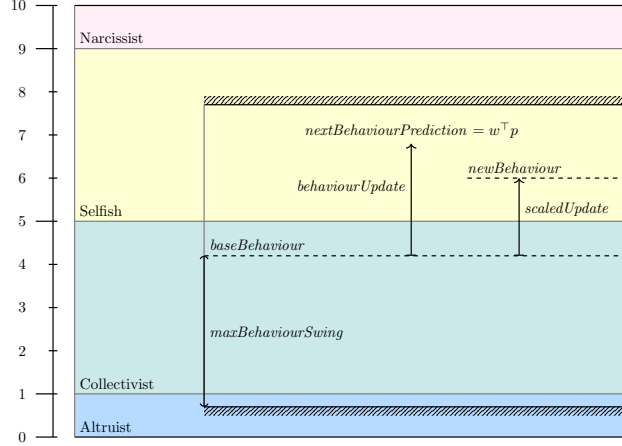 10
Narcissist
9
8
7
nextBehaviourPrediction = w⊤p
newBehaviour
behaviourUpdate
6
scaledUpdate
Selfish
5
baseBehaviour
4
3
maxBehaviourSwing
2
Collectivist
1
Altruist
0